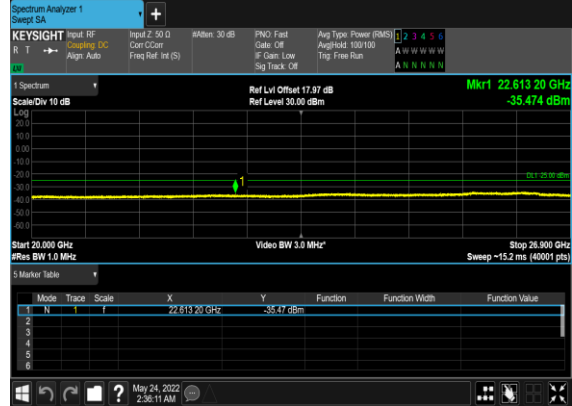 Spectrum Analyzer 1
Swept SA
+
KEYSIGHT Input: RF Input Z: 50 Ω #Atten: 30 dB PNO: Fast Avg Type: Power (RMS) 1 2 3 4 5 6
R T Coupling: DC Corr CCorr Gate: Off Avg|Hold: 100/100 A W W W W W
Align: Auto Freq Ref: Int (S) IF Gain: Low Trig: Free Run
Sig Track: Off A N N N N N
1 Spectrum
Scale/Div 10 dB
Ref Lvl Offset 17.97 dB
Ref Level 30.00 dBm
Mkr1 22.613 20 GHz
-35.474 dBm
Log
20.0
10.0
0.00
-10.0
-20.0
-30.0
-40.0
-50.0
-60.0
1
DL1 -25.00 dBm
Start 20.000 GHz Video BW 3.0 MHz* Stop 26.900 GHz
#Res BW 1.0 MHz Sweep ~15.2 ms (40001 pts)
5 Marker Table
Mode Trace Scale X Y Function Function Width Function Value
1 N 1 f 22.613 20 GHz -35.47 dBm
2
3
4
5
6
? May 24, 2022
2:36:11 AM